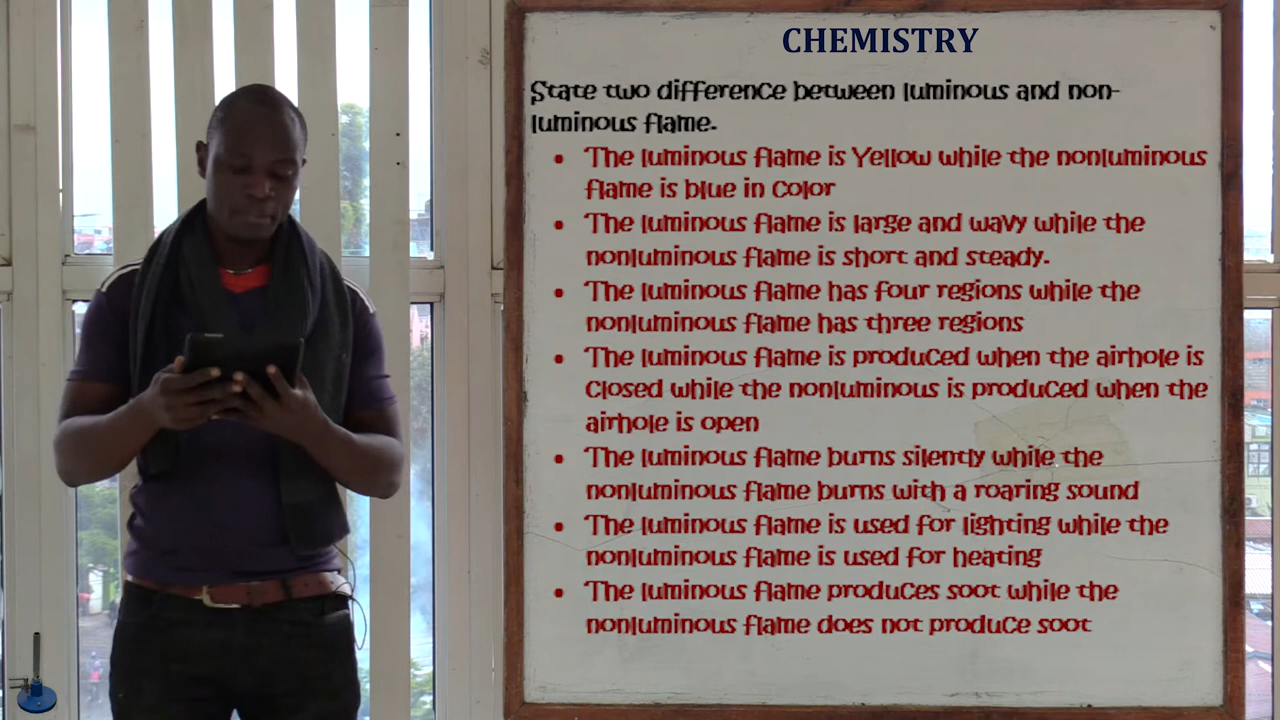 CHEMISTRY
State two difference between luminous and non-
luminous flame.
• The luminous flame is Yellow while the nonluminous
flame is blue in Color
• The luminous flame is large and wavy while the
nonluminous flame is short and steady.
• The luminous flame has four regions while the
nonluminous flame has three regions
• The luminous flame is produced when the airhole is
closed while the nonluminous is produced when the
airhole is open
• The luminous flame burns silently while the
nonluminous flame burns with a roaring sound
• The luminous flame is used for lighting while the
nonluminous flame is used for heating
• The luminous flame produces soot while the
nonluminous flame does not produce soot